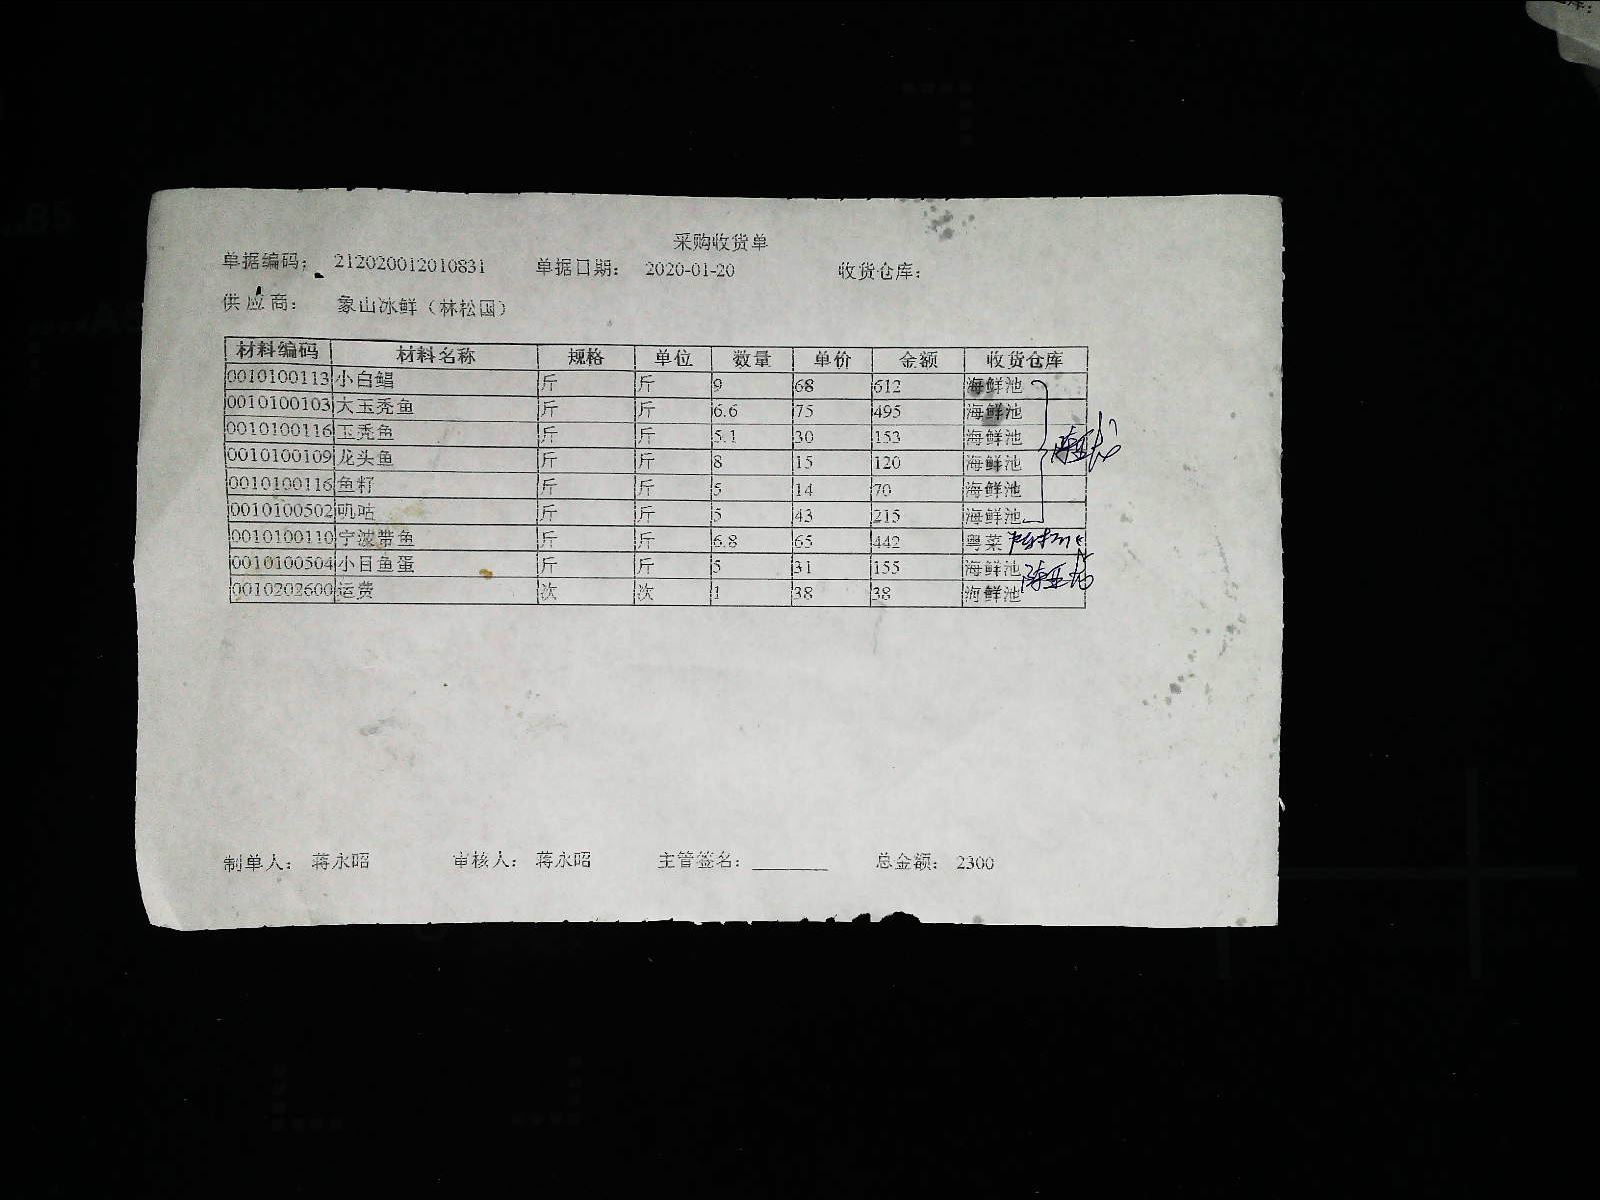 采购收货单
单据编码： 212020012010831 单据日期： 2020-01-20 收货仓库：
供应商： 象山冰鲜（林松国）
材料编码 材料名称 规格 单位 数量 单价 金额 收货仓库
0010100113 小白鲳 斤 斤 9 68 612 海鲜池
0010100103 大玉秃鱼 斤 斤 6.6 75 495 海鲜池
0010100116 玉秃鱼 斤 斤 5.1 30 153 海鲜池
0010100109 龙头鱼 斤 斤 8 15 120 海鲜池
0010100116 鱼籽 斤 斤 5 14 70 海鲜池
0010100502 叽咕 斤 斤 5 43 215 海鲜池
0010100110 宁波带鱼 斤 斤 6.8 65 442 粤菜
0010100504 小目鱼蛋 斤 斤 5 31 155 海鲜池
0010202600 运费 次 次 1 38 38 海鲜池
制单人： 蒋永昭 审核人： 蒋永昭 主管签名：________ 总金额： 2300